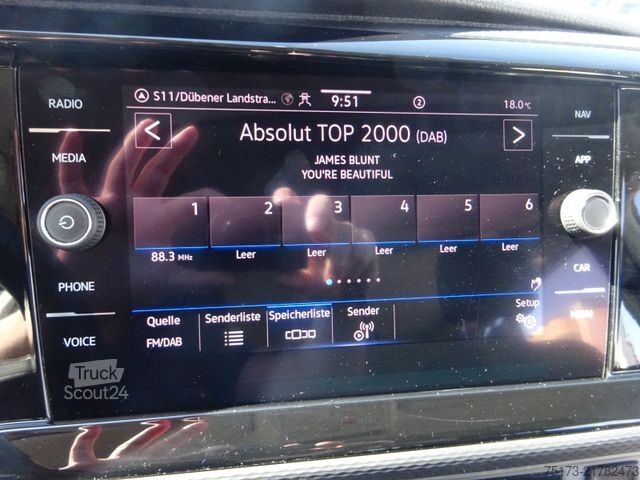 RADIO
MEDIA
PHONE
VOICE
S11/Dübener Landstra...
9:51
2
18.0°C
Absolut TOP 2000 (DAB)
JAMES BLUNT
YOU'RE BEAUTIFUL
1 2 3 4 5 6
88.3 MHz Leer Leer Leer Leer Leer
Quelle
FM/DAB
Senderliste
Speicherliste
Sender
Setup
NAV
APP
CAR
MENU
Truck
Scout24
75173-21782473